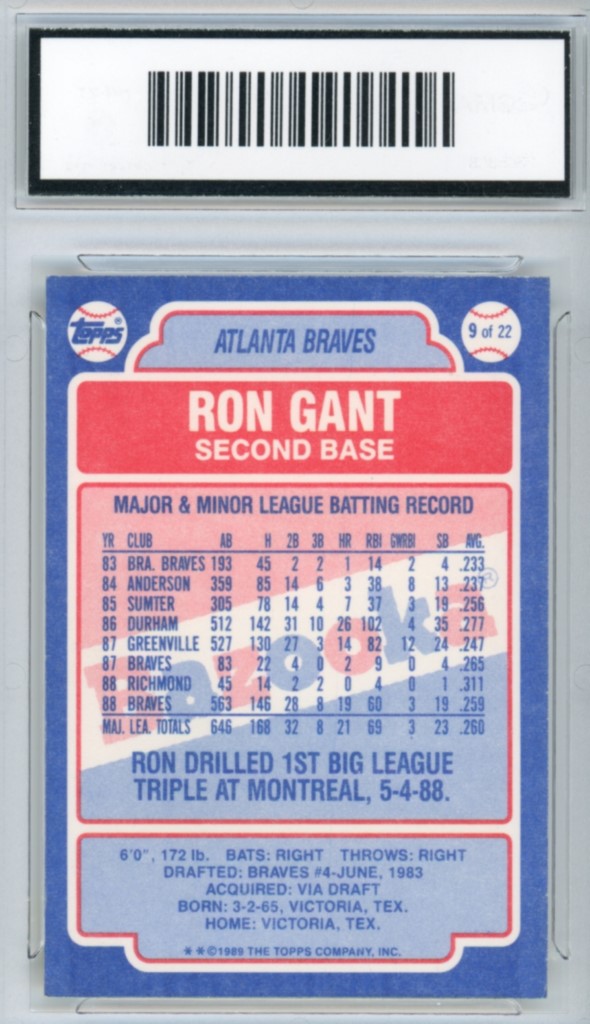 Topps®
ATLANTA BRAVES
9 of 22
RON GANT
SECOND BASE
MAJOR & MINOR LEAGUE BATTING RECORD
YR CLUB AB H 2B 3B HR RBI GWRBI SB AVG.
83 BRA. BRAVES 193 45 2 2 1 14 2 4 .233
84 ANDERSON 359 85 14 6 3 38 8 13 .237
85 SUMTER 305 78 14 4 7 37 3 19 .256
86 DURHAM 512 142 31 10 26 102 4 35 .277
87 GREENVILLE 527 130 27 3 14 82 12 24 .247
87 BRAVES 83 22 4 0 2 9 0 4 .265
88 RICHMOND 45 14 2 2 0 4 0 1 .311
88 BRAVES 563 146 28 8 19 60 3 19 .259
MAJ. LEA. TOTALS 646 168 32 8 21 69 3 23 .260
Bazooka®
RON DRILLED 1ST BIG LEAGUE
TRIPLE AT MONTREAL, 5-4-88.
6'0", 172 lb. BATS: RIGHT THROWS: RIGHT
DRAFTED: BRAVES #4-JUNE, 1983
ACQUIRED: VIA DRAFT
BORN: 3-2-65, VICTORIA, TEX.
HOME: VICTORIA, TEX.
**©1989 THE TOPPS COMPANY, INC.